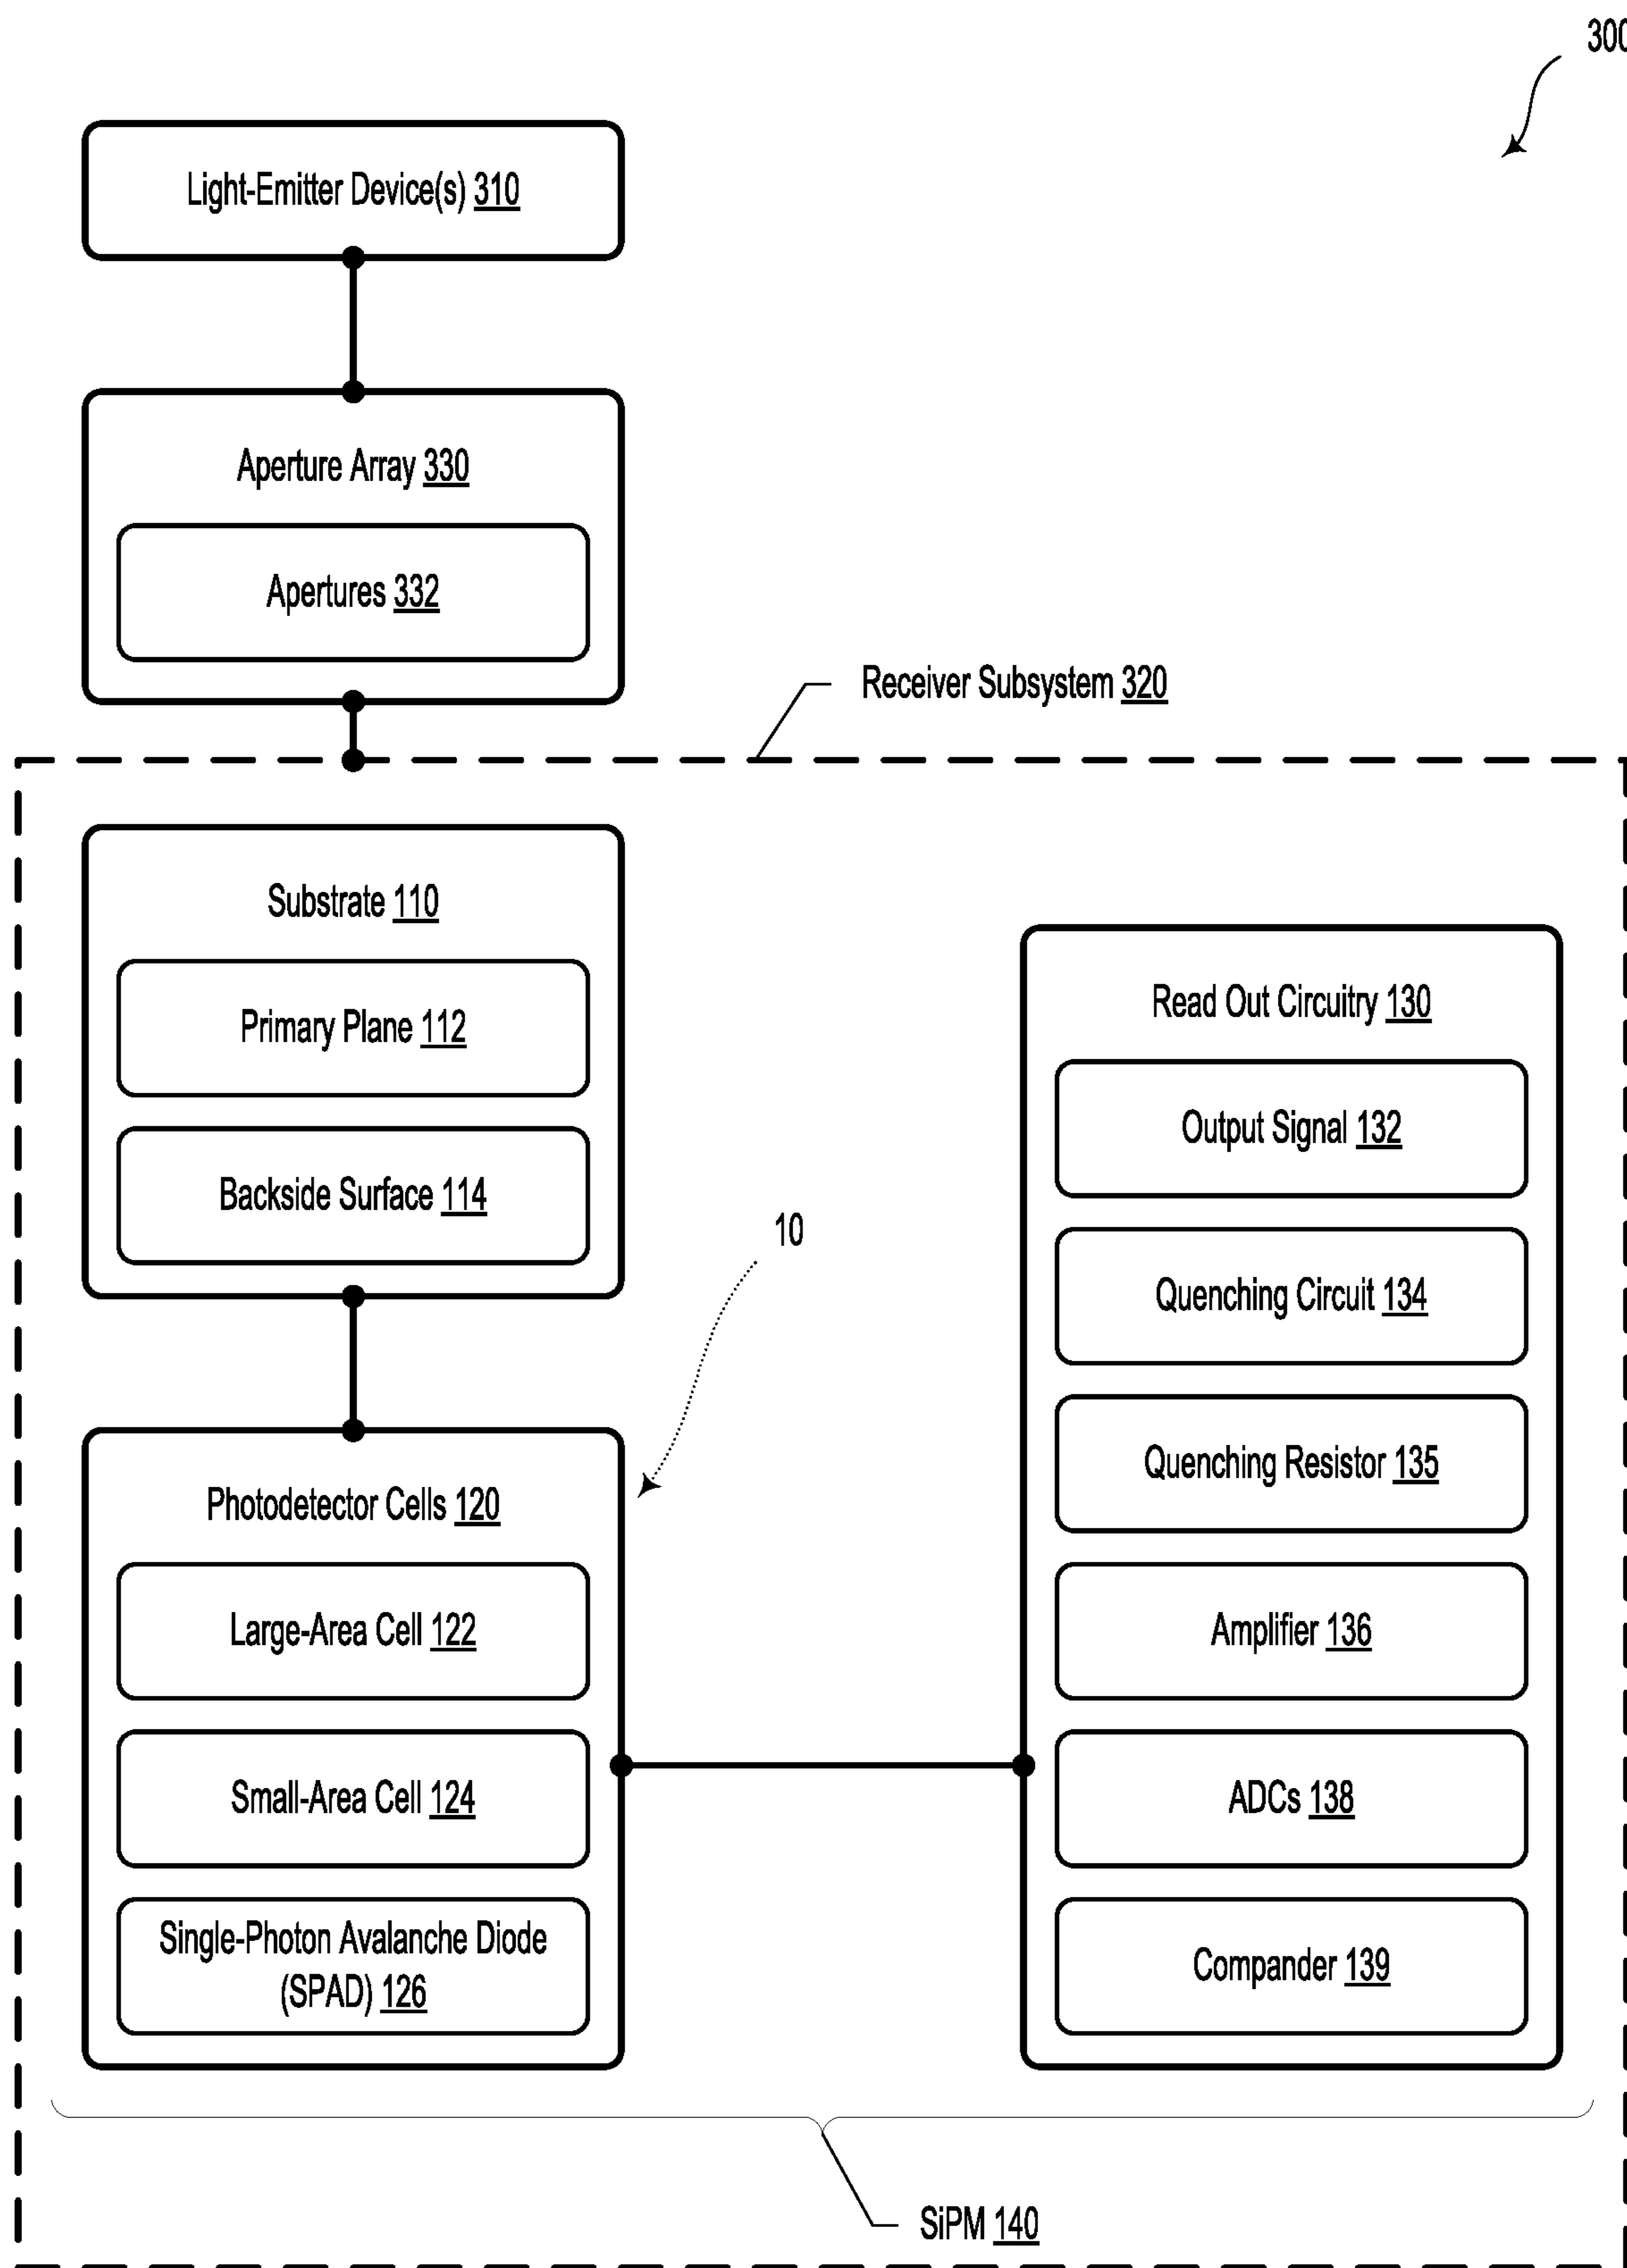 300
Light-Emitter Device(s) 310
Aperture Array 330
Apertures 332
Receiver Subsystem 320
Substrate 110
Primary Plane 112
Backside Surface 114
10
Photodetector Cells 120
Large-Area Cell 122
Small-Area Cell 124
Single-Photon Avalanche Diode
(SPAD) 126
Read Out Circuitry 130
Output Signal 132
Quenching Circuit 134
Quenching Resistor 135
Amplifier 136
ADCs 138
Compander 139
SiPM 140